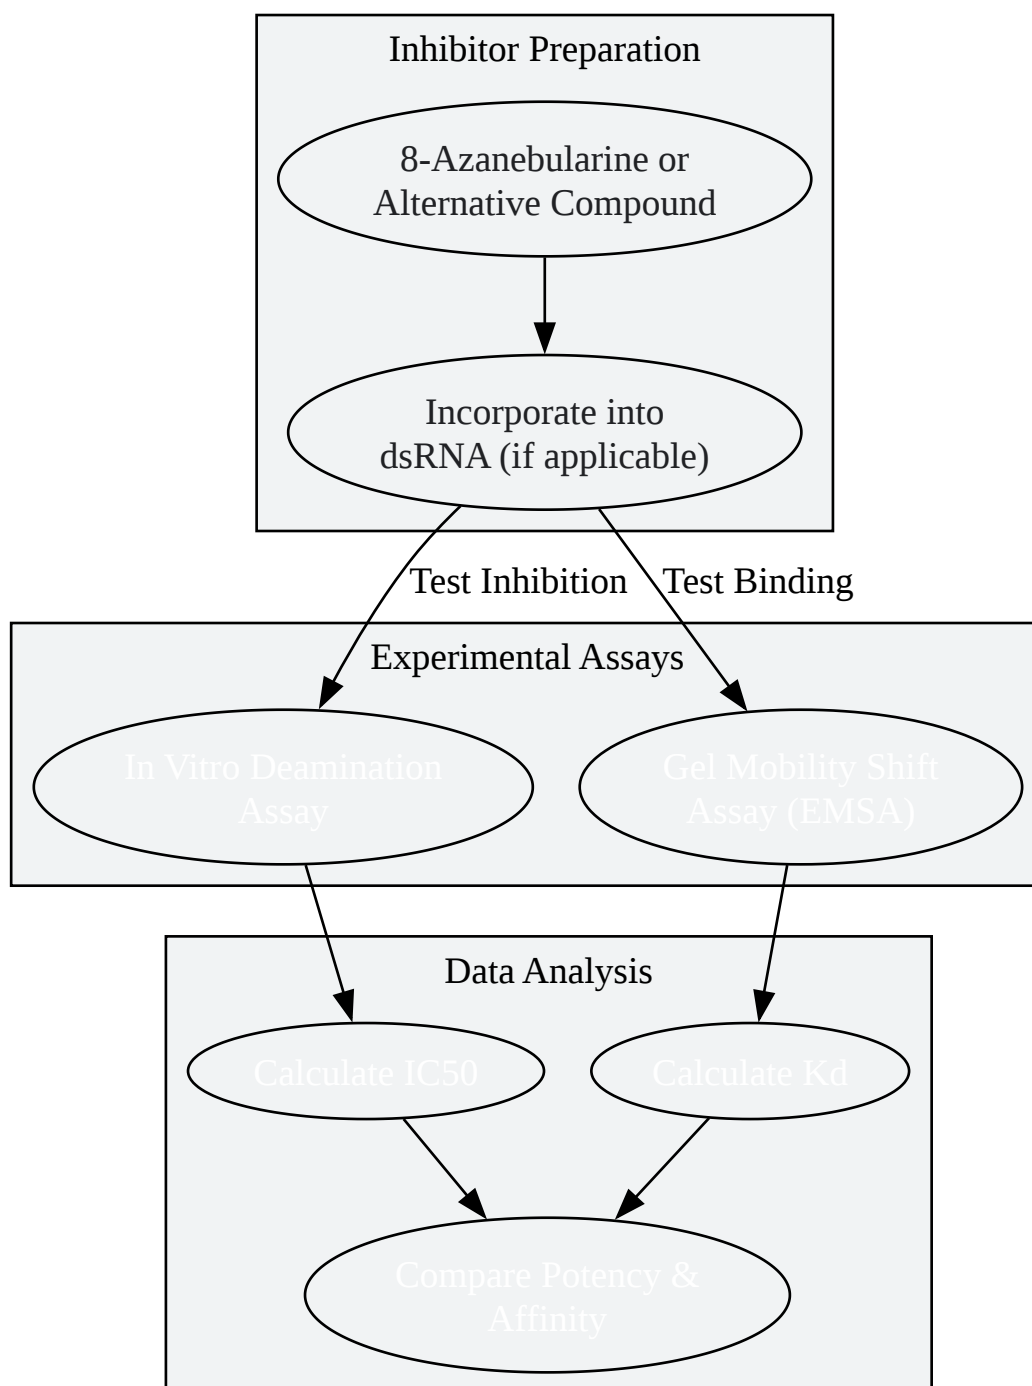 Inhibitor Preparation
8-Azanebularine or
Alternative Compound
Incorporate into
dsRNA (if applicable)
Test Inhibition
Test Binding
Experimental Assays
In Vitro Deamination
Assay
Gel Mobility Shift
Assay (EMSA)
Data Analysis
Calculate IC50
Calculate Kd
Compare Potency &
Affinity